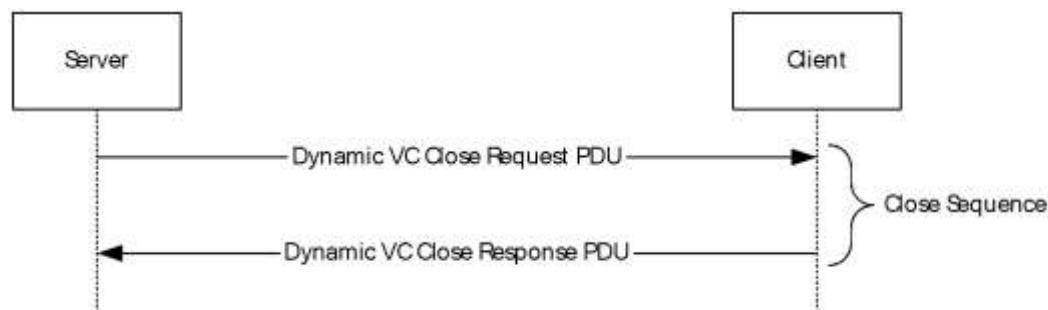 Server
Client
Dynamic VC Close Request PDU
Close Sequence
Dynamic VC Close Response PDU